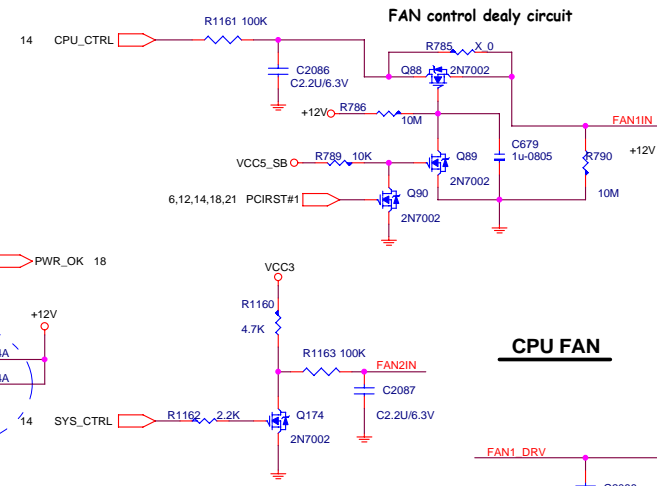 FAN control dealy circuit
R1161 100K
14 CPU_CTRL
R785 X_0
C2086
C2.2U/6.3V
Q88 2N7002
+12V R786
10M
FAN1IN
C679
1u-0805
R790
+12V
VCC5_SB R789 10K
Q89
2N7002
10M
6,12,14,18,21 PCIRST#1
Q90
2N7002
PWR_OK 18
VCC3
+12V
R1160
4.7K
CPU FAN
R1163 100K
FAN2IN
C2087
C2.2U/6.3V
14 SYS_CTRL
R1162 2.2K
Q174
2N7002
FAN1_DRV